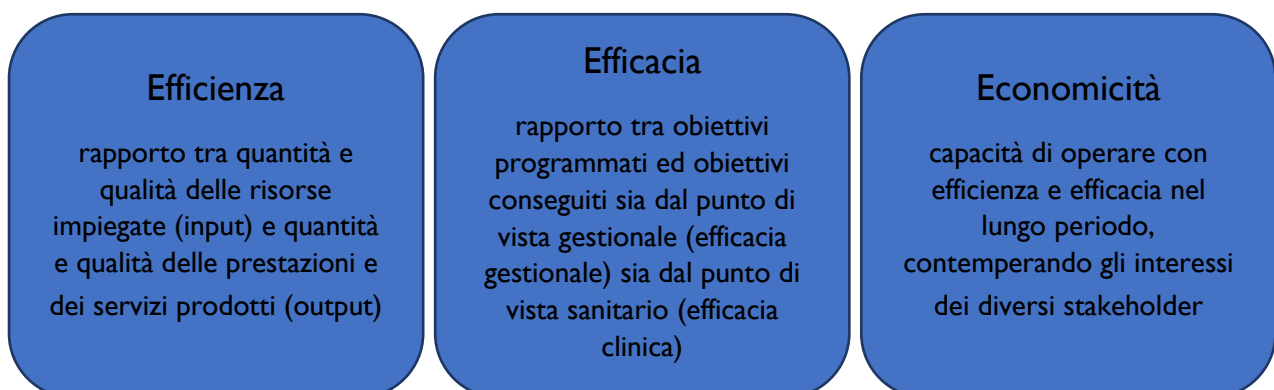 Efficienza
rapporto tra quantità e
qualità delle risorse
impiegate (input) e quantità
e qualità delle prestazioni e
dei servizi prodotti (output)
Efficacia
rapporto tra obiettivi
programmati ed obiettivi
conseguiti sia dal punto di
vista gestionale (efficacia
gestionale) sia dal punto di
vista sanitario (efficacia
clinica)
Economicità
capacità di operare con
efficienza e efficacia nel
lungo periodo,
contemperando gli interessi
dei diversi stakeholder